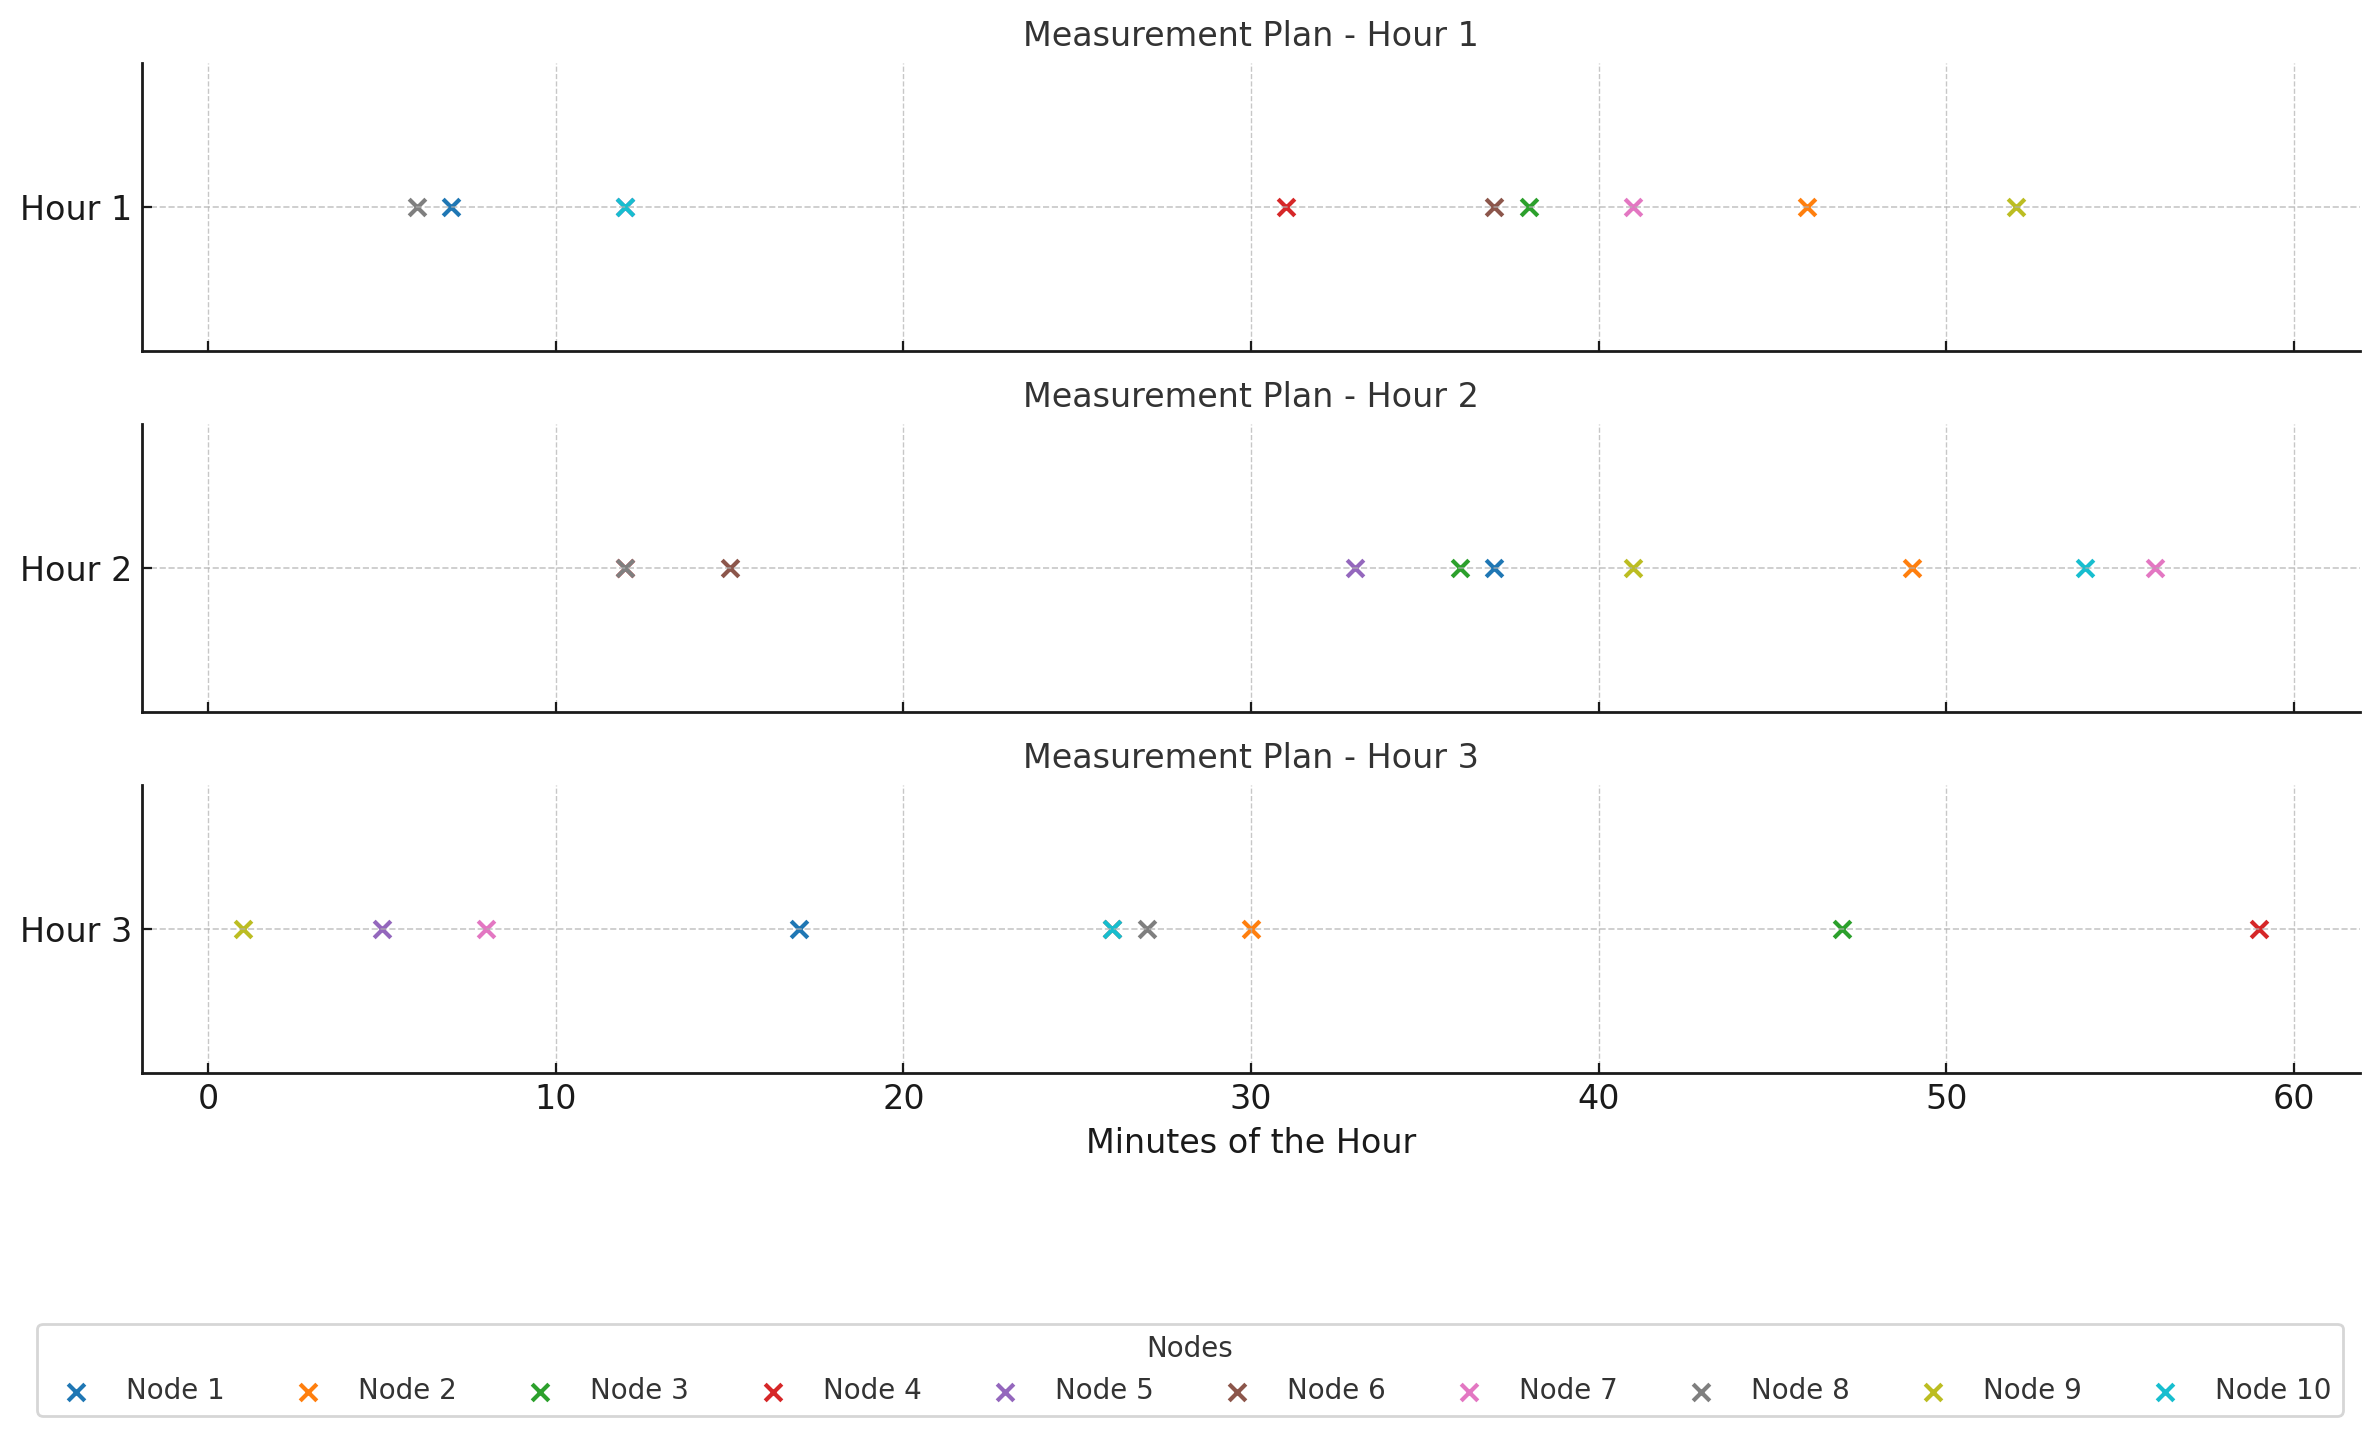 Measurement Plan - Hour 1
Hour 1
Measurement Plan - Hour 2
Hour 2
Measurement Plan - Hour 3
Hour 3
0 10 20 30 40 50 60
Minutes of the Hour
Nodes
Node 1 Node 2 Node 3 Node 4 Node 5 Node 6 Node 7 Node 8 Node 9 Node 10